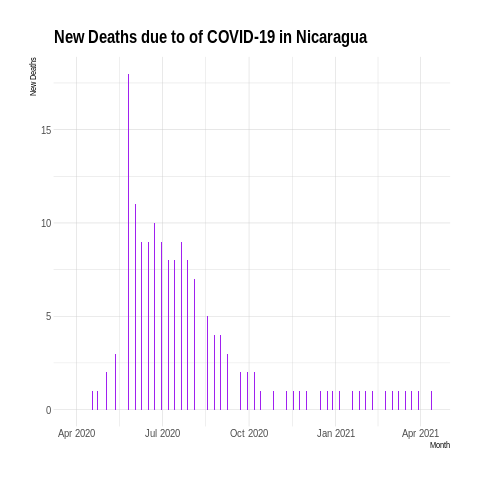 New Deaths due to of COVID-19 in Nicaragua
New Deaths
15
10
5
0
Apr 2020 Jul 2020 Oct 2020 Jan 2021 Apr 2021
Month